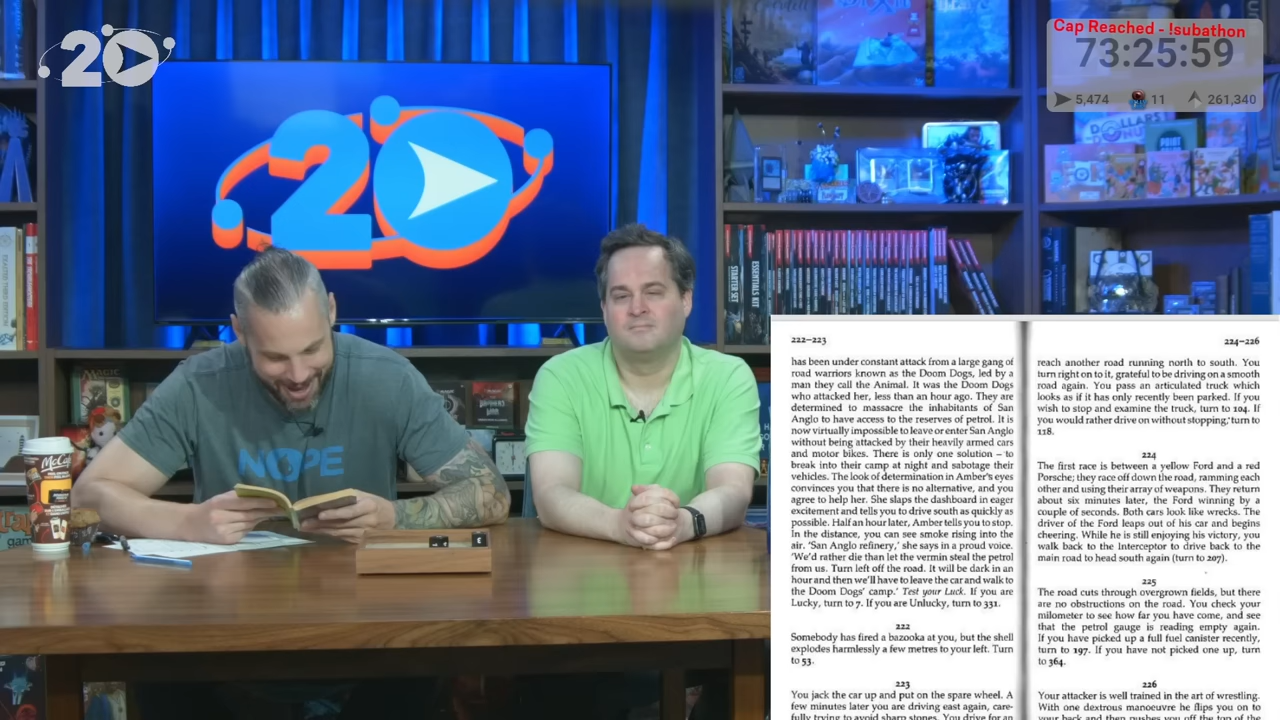 20
Cap Reached - !subathon
73:25:59
5,474
11
261,340
20
STARTER SET
ESSENTIALS KIT
MAGIC
NOPE
McCafé
3
222–223
has been under constant attack from a large gang of
road warriors known as the Doom Dogs, led by a
man they call the Animal. It was the Doom Dogs
who attacked her, less than an hour ago. They are
determined to massacre the inhabitants of San
Anglo to have access to the reserves of petrol. It is
now virtually impossible to leave or enter San Anglo
without being attacked by their heavily armed cars
and motor bikes. There is only one solution – to
break into their camp at night and sabotage their
vehicles. The look of determination in Amber's eyes
convinces you that there is no alternative, and you
agree to help her. She slaps the dashboard in eager
excitement and tells you to drive south as quickly as
possible. Half an hour later, Amber tells you to stop.
In the distance, you can see smoke rising into the
air. 'San Anglo refinery,' she says in a proud voice.
'We'd rather die than let the vermin steal the petrol
from us. Turn left off the road. It will be dark in an
hour and then we'll have to leave the car and walk to
the Doom Dogs' camp.' Test your Luck. If you are
Lucky, turn to 7. If you are Unlucky, turn to 331.
222
Somebody has fired a bazooka at you, but the shell
explodes harmlessly a few metres to your left. Turn
to 53.
223
You jack the car up and put on the spare wheel. A
few minutes later you are driving east again, care-
fully trying to avoid sharp stones. You drive for an
224–226
reach another road running north to south. You
turn right on to it, grateful to be driving on a smooth
road again. You pass an articulated truck which
looks as if it has only recently been parked. If you
wish to stop and examine the truck, turn to 104. If
you would rather drive on without stopping, turn to
118.
224
The first race is between a yellow Ford and a red
Porsche; they race off down the road, ramming each
other and using their array of weapons. They return
about six minutes later, the Ford winning by a
couple of seconds. Both cars look like wrecks. The
driver of the Ford leaps out of his car and begins
cheering. While he is still enjoying his victory, you
walk back to the Interceptor to drive back to the
main road to head south again (turn to 207).
225
The road cuts through overgrown fields, but there
are no obstructions on the road. You check your
milometer to see how far you have come, and see
that the petrol gauge is reading empty again.
If you have picked up a full fuel canister recently,
turn to 197. If you have not picked one up, turn
to 364.
226
Your attacker is well trained in the art of wrestling.
With one dextrous manoeuvre he flips you on to
your back and then pushes you off the top of the